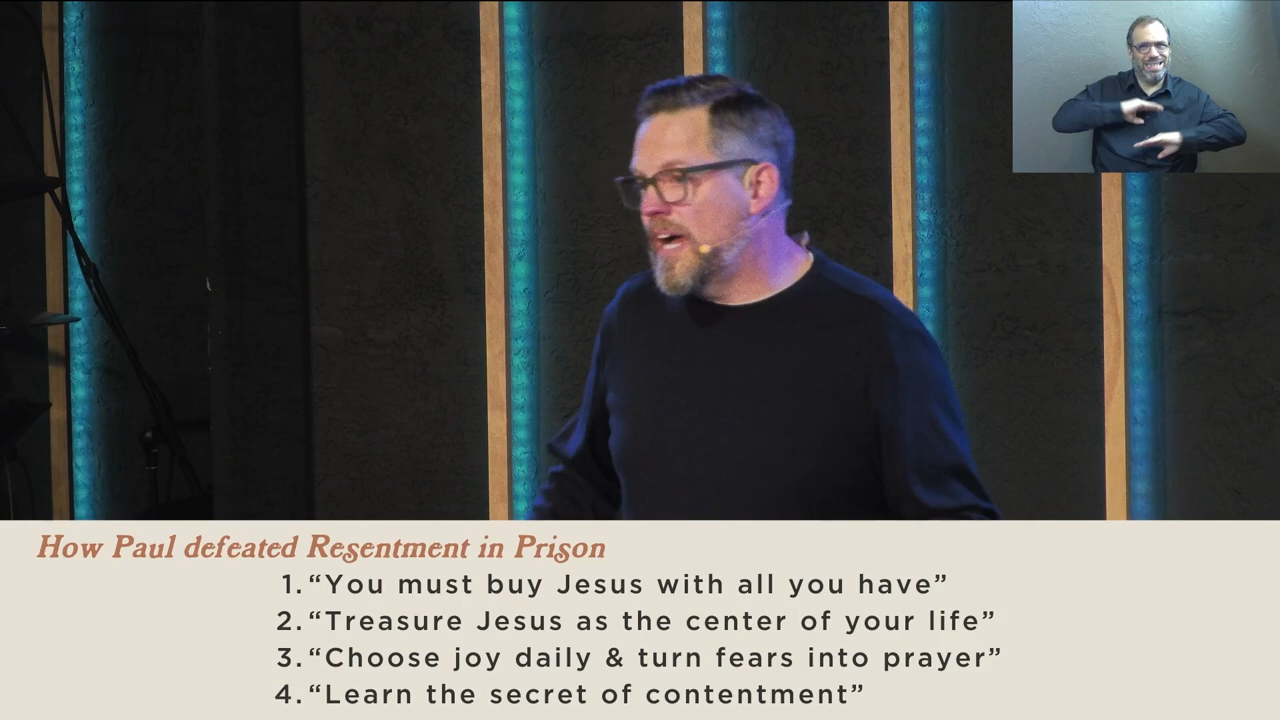 How Paul defeated Resentment in Prison
1. “You must buy Jesus with all you have”
2. “Treasure Jesus as the center of your life”
3. “Choose joy daily & turn fears into prayer”
4. “Learn the secret of contentment”